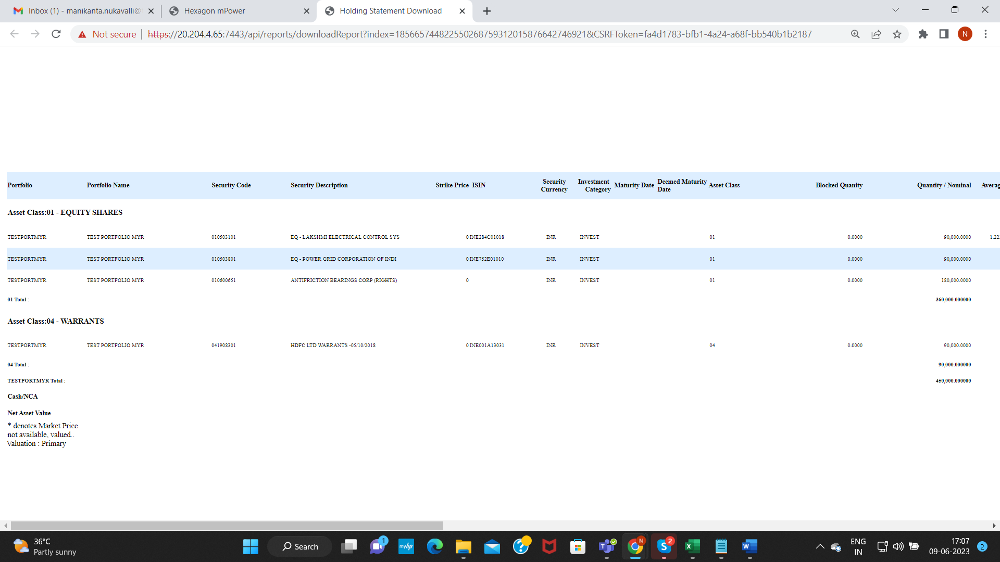 Inbox (1) - manikanta.nukavalli@
Hexagon mPower
Holding Statement Download
Not secure https://20.204.4.65:7443/api/reports/downloadReport?index=18566574482255026875931201587664274​6921&CSRFToken=fa4d1783-bfb1-4a24-a68f-bb540b1b2187
N
Portfolio Portfolio Name Security Code Security Description Strike Price ISIN Security Currency Investment Category Maturity Date Deemed Maturity Date Asset Class Blocked Quanity Quantity / Nominal Averag
Asset Class:01 - EQUITY SHARES
TESTPORTMYR TEST PORTFOLIO MYR 010503101 EQ - LAKSHMI ELECTRICAL CONTROL SYS 0 INE284C01018 INR INVEST 01 0.0000 90,000.0000 1.22
TESTPORTMYR TEST PORTFOLIO MYR 010503801 EQ - POWER GRID CORPORATION OF INDI 0 INE752E01010 INR INVEST 01 0.0000 90,000.0000
TESTPORTMYR TEST PORTFOLIO MYR 010600651 ANTIFRICTION BEARINGS CORP (RIGHTS) 0 INR INVEST 01 0.0000 180,000.0000
01 Total : 360,000.000000
Asset Class:04 - WARRANTS
TESTPORTMYR TEST PORTFOLIO MYR 041908301 HDFC LTD WARRANTS -05/10/2018 0 INE001A13031 INR INVEST 04 0.0000 90,000.0000
04 Total : 90,000.000000
TESTPORTMYR Total : 450,000.000000
Cash/NCA
Net Asset Value
* denotes Market Price
not available, valued..
Valuation : Primary
36°C
Partly sunny
Search
1
myhp
T
N
S
2
X
W
ENG
IN
17:07
09-06-2023
2